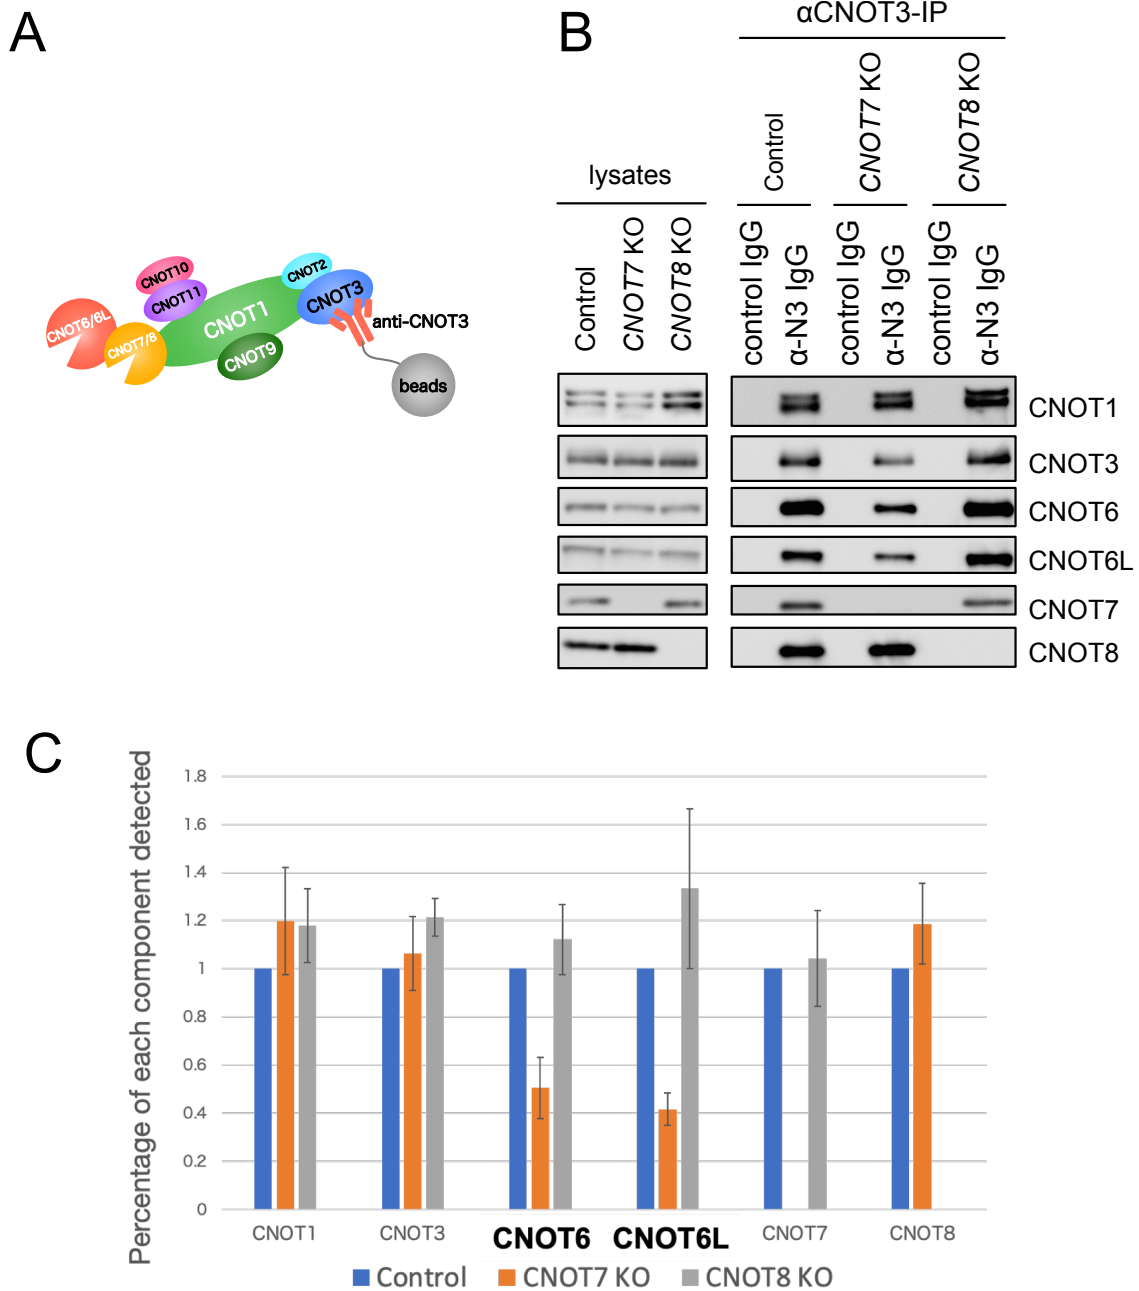 A
CNOT10
CNOT11
CNOT2
CNOT3
CNOT1
CNOT6/6L
CNOT7/8
CNOT9
anti-CNOT3
beads
B
αCNOT3-IP
lysates
Control
CNOT7 KO
CNOT8 KO
Control
CNOT7 KO
CNOT8 KO
control IgG
α-N3 IgG
control IgG
α-N3 IgG
control IgG
α-N3 IgG
CNOT1
CNOT3
CNOT6
CNOT6L
CNOT7
CNOT8
C
Percentage of each component detected
1.8
1.6
1.4
1.2
1
0.8
0.6
0.4
0.2
0
CNOT1 CNOT3 CNOT6 CNOT6L CNOT7 CNOT8
Control CNOT7 KO CNOT8 KO